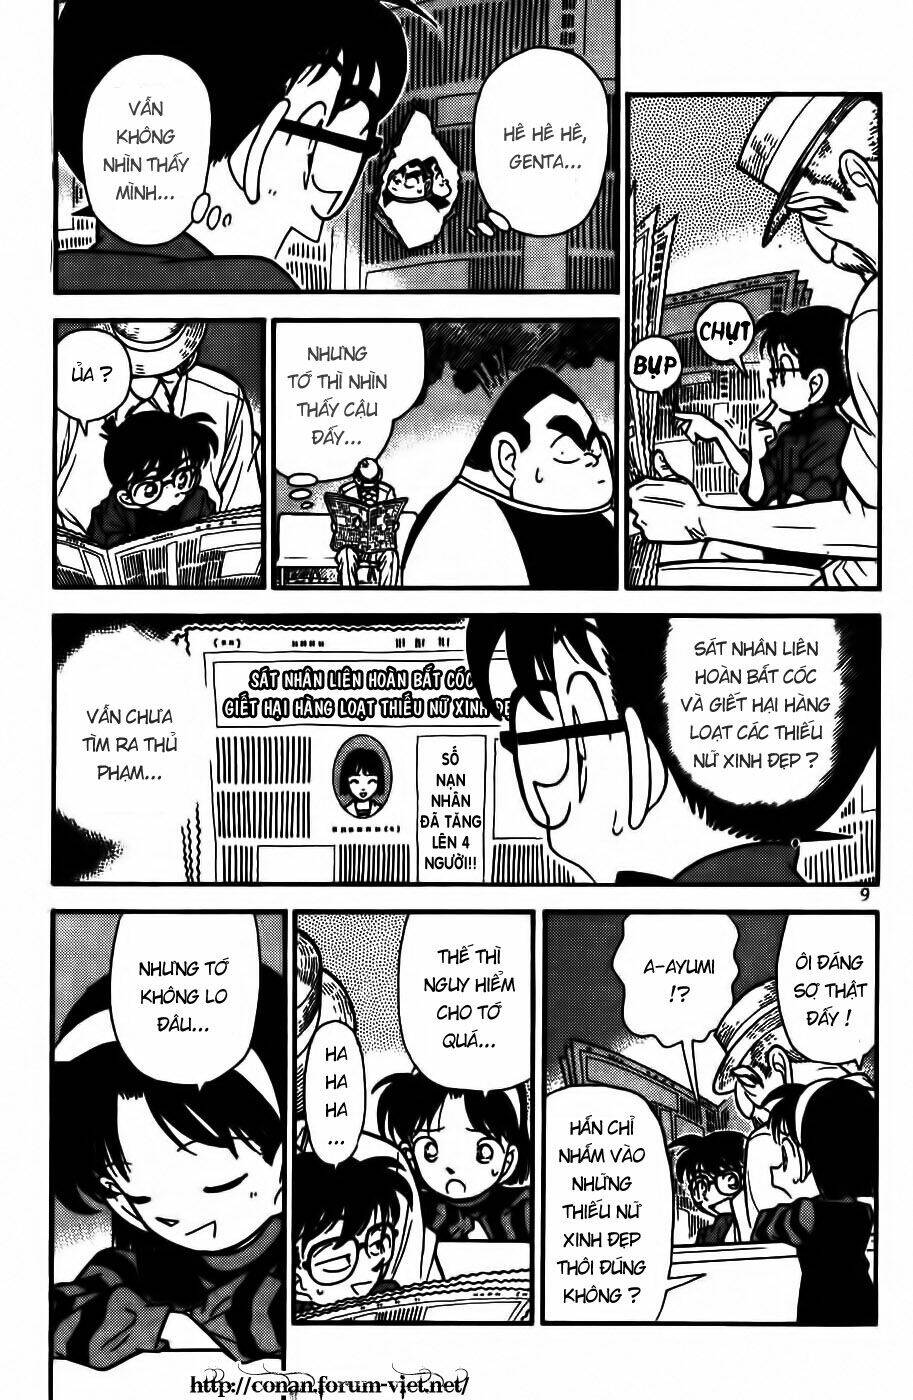 CHỤT
BỤP
HÊ HÊ HÊ,
GENTA...
VẪN
KHÔNG
NHÌN THẤY
MÌNH...
NHƯNG
TỚ THÌ NHÌN
THẤY CẬU
ĐẤY...
ỦA ?
SÁT NHÂN LIÊN
HOÀN BẮT CÓC
VÀ GIẾT HẠI HÀNG
LOẠT CÁC THIẾU
NỮ XINH ĐẸP ?
SÁT NHÂN LIÊN HOÀN BẮT CÓC
GIẾT HẠI HÀNG LOẠT THIẾU NỮ XINH ĐẸ
SỐ
NẠN
NHÂN
ĐÃ TĂNG
LÊN 4
NGƯỜI!!
VẪN CHƯA
TÌM RA THỦ
PHẠM...
9
ÔI ĐÁNG
SỢ THẬT
ĐẤY !
A-AYUMI
!?
HẮN CHỈ
NHẮM VÀO
NHỮNG
THIẾU NỮ
XINH ĐẸP
THÔI ĐÚNG
KHÔNG ?
THẾ THÌ
NGUY HIỂM
CHO TỚ
QUÁ...
HA
HA
HA
...
NHƯNG TỚ
KHÔNG LO
ĐÂU...
http://conan.forum-viet.net/